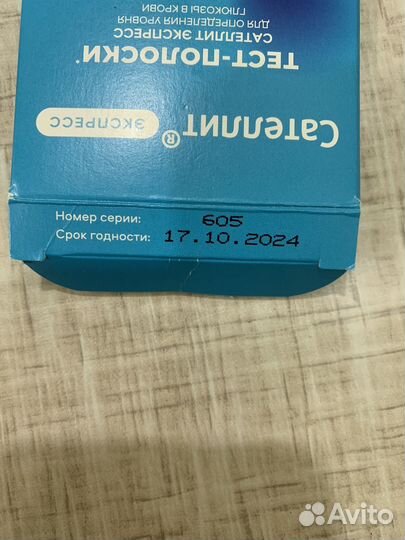 Сателлит® ЭКСПРЕСС
ТЕСТ-ПОЛОСКИ*
САТЕЛЛИТ ЭКСПРЕСС
ДЛЯ ОПРЕДЕЛЕНИЯ УРОВНЯ
ГЛЮКОЗЫ В КРОВИ
Номер серии: 605
Срок годности: 17.10.2024
Avito